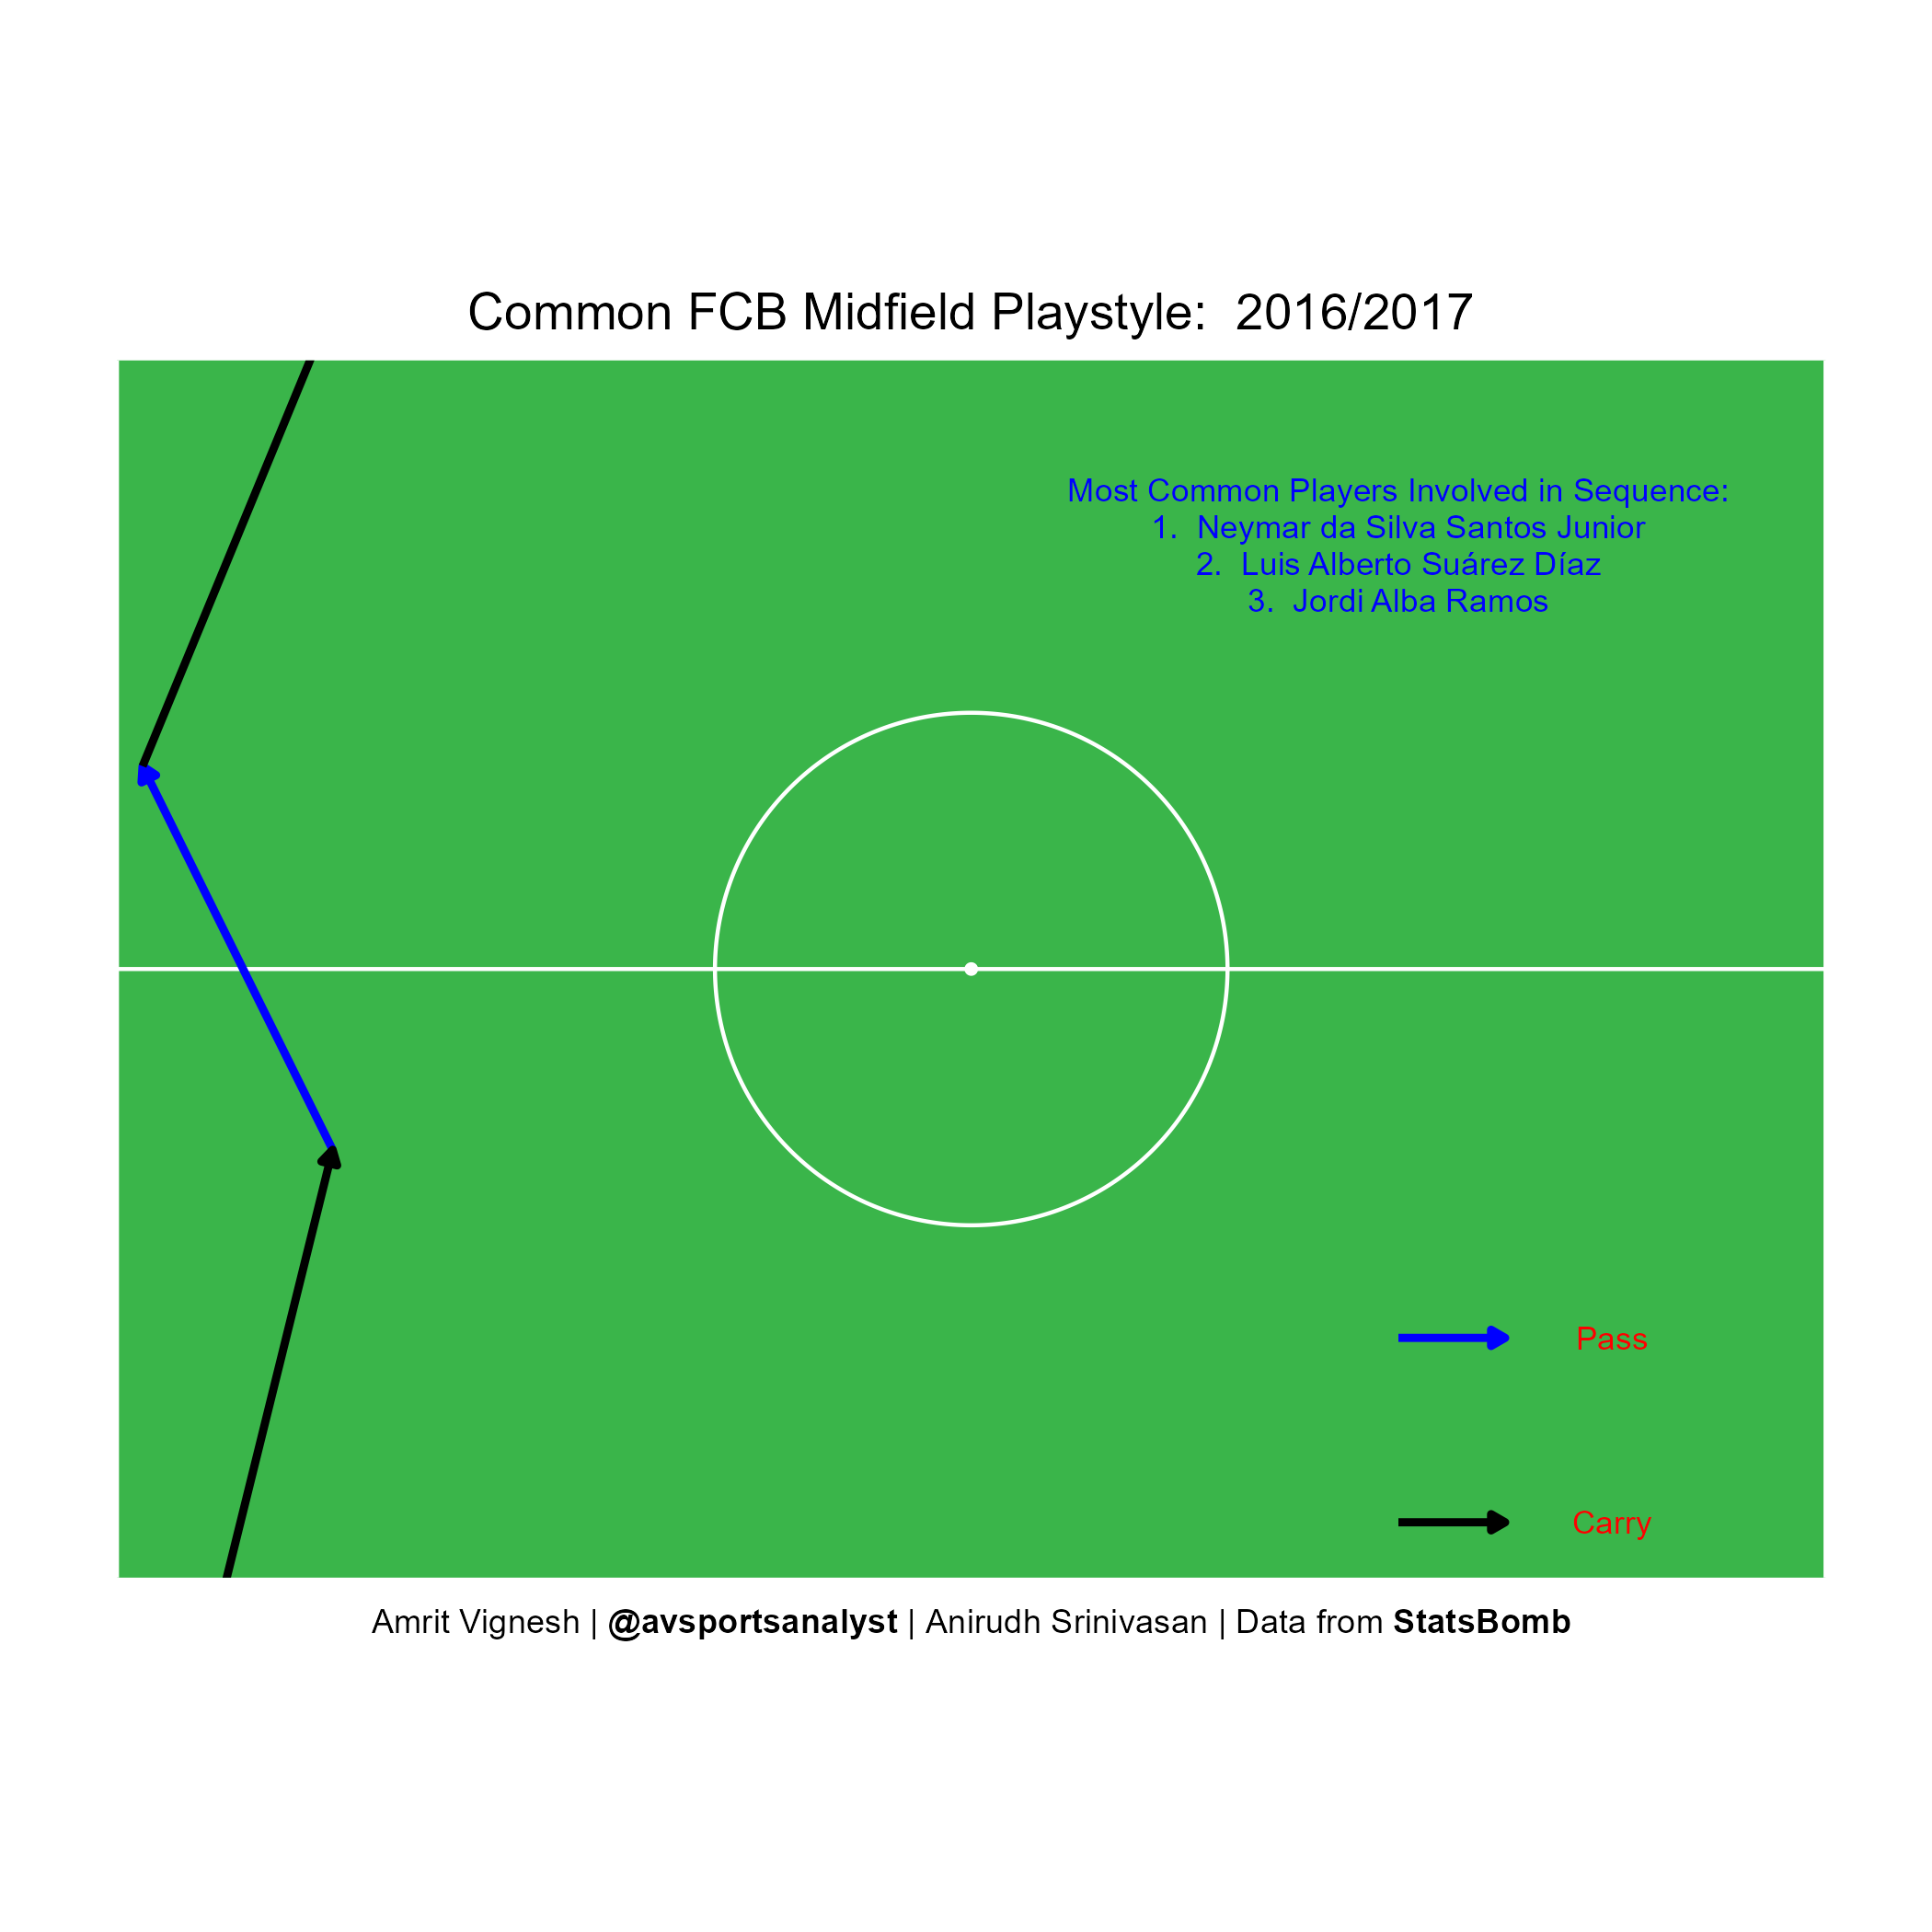 Common FCB Midfield Playstyle:  2016/2017
Most Common Players Involved in Sequence:
1.  Neymar da Silva Santos Junior
2.  Luis Alberto Suárez Díaz
3.  Jordi Alba Ramos
Pass
Carry
Amrit Vignesh | @avsportsanalyst | Anirudh Srinivasan | Data from StatsBomb